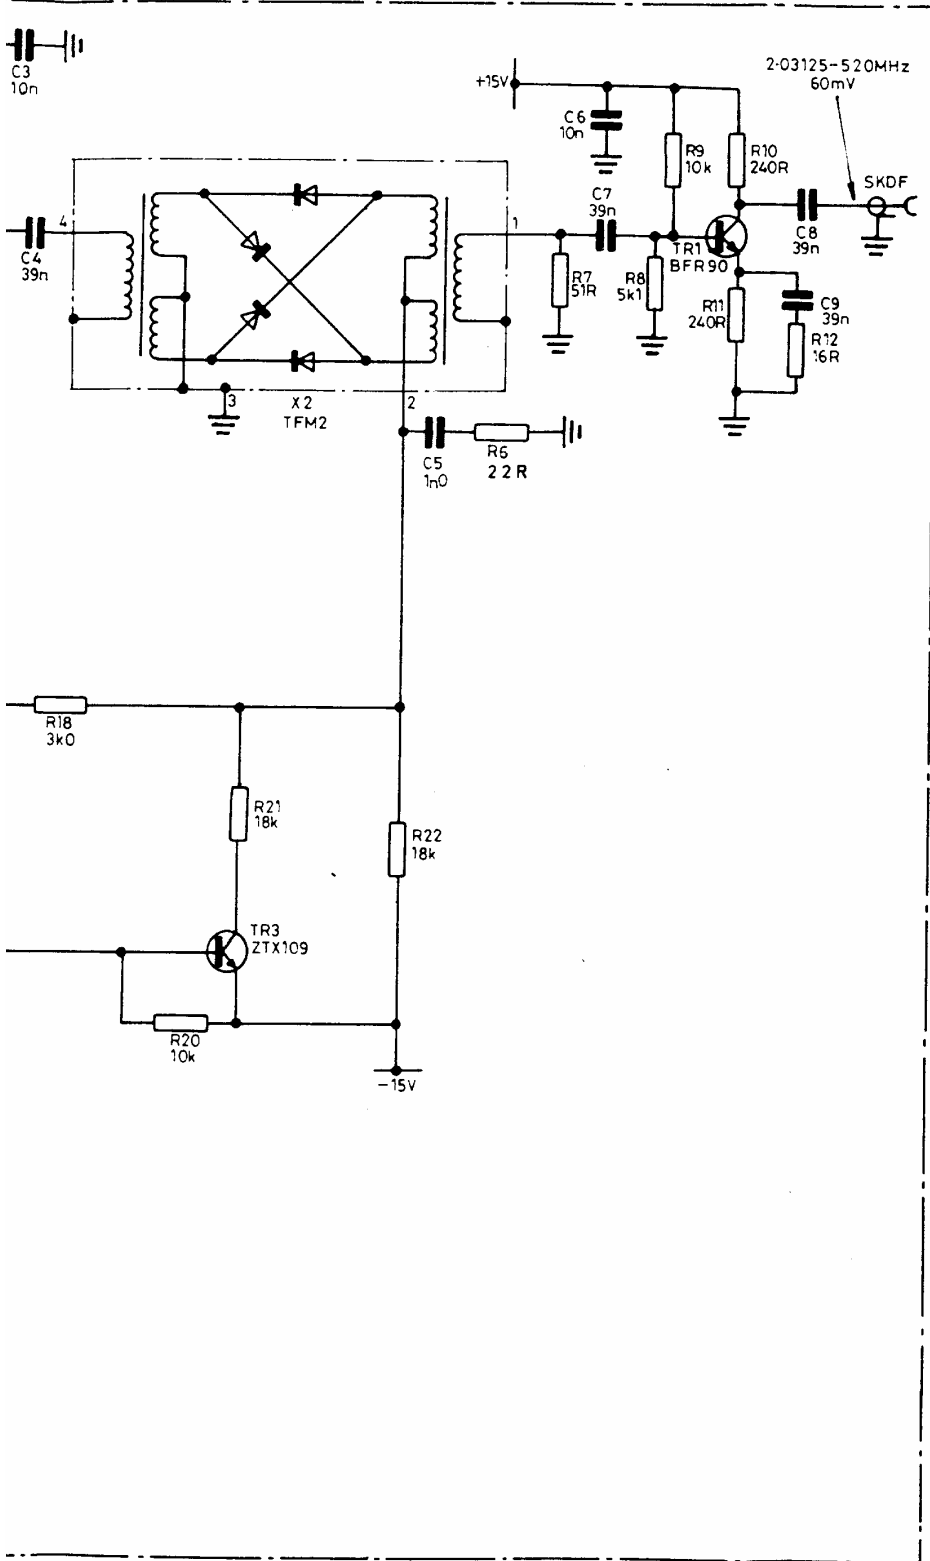 C3
10n
+15V
2·03125-520MHz
60mV
C6
10n
R9
10k
R10
240R
SKDF
4
C4
39n
1
C7
39n
TR1
BFR90
C8
39n
R7
51R
R8
5k1
R11
240R
C9
39n
R12
16R
3
X2
TFM2
2
C5
1n0
R6
22R
R18
3k0
R21
18k
R22
18k
TR3
ZTX109
R20
10k
-15V